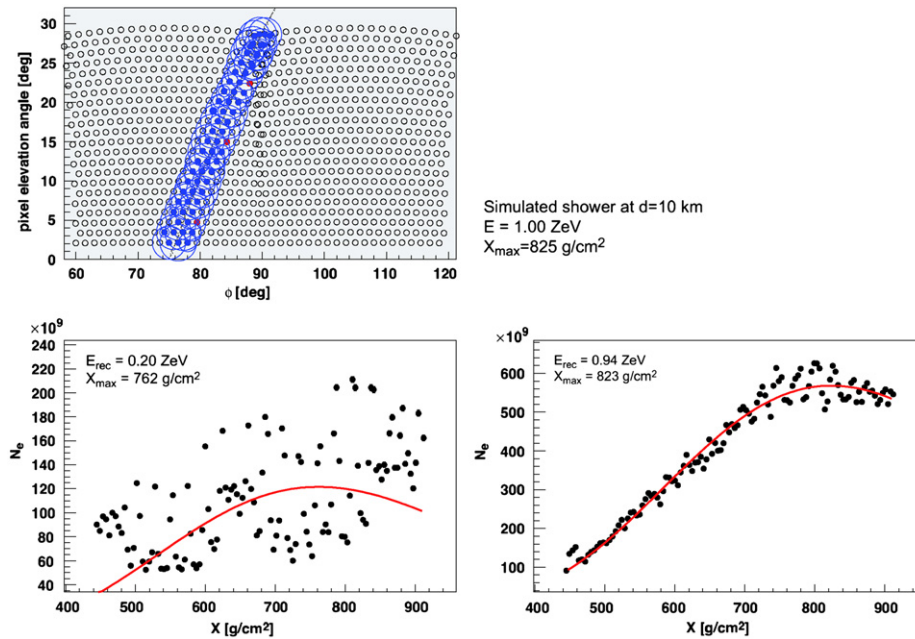 30
25
20
15
10
5
0
pixel elevation angle [deg]
60 70 80 90 100 110 120
ϕ [deg]
Simulated shower at d=10 km
E = 1.00 ZeV
Xmax=825 g/cm²
×10⁹
240
220
200
180
160
140
120
100
80
60
40
Ne
Erec = 0.20 ZeV
Xmax = 762 g/cm²
400 500 600 700 800 900
X [g/cm²]
×10⁹
600
500
400
300
200
100
Ne
Erec = 0.94 ZeV
Xmax = 823 g/cm²
400 500 600 700 800 900
X [g/cm²]